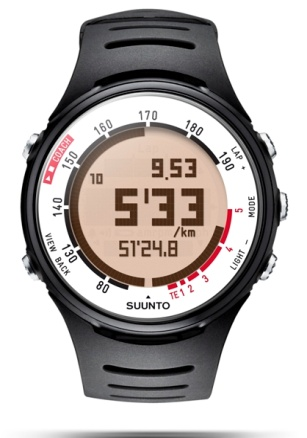 COACH
LAP +
MODE
LIGHT -
VIEW
BACK
80
130
140
150
160
170
180
190
5
4
3
2
1
TE
9.53
10
5'33
/km
51'24.8
SUUNTO